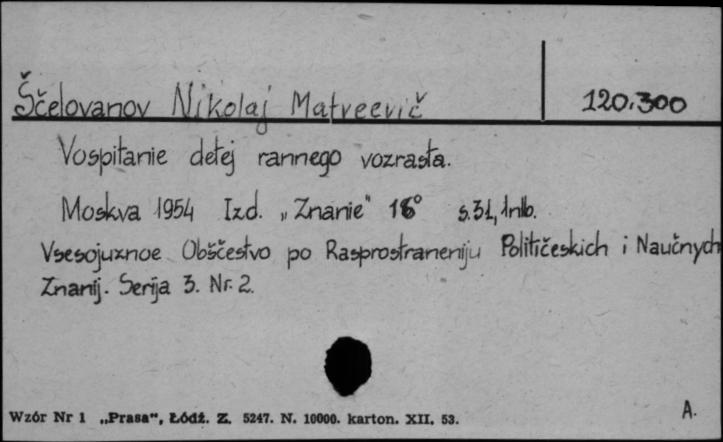 Ščelovanov Nikolaj Matveevič 120.300
Vospitanie detej rannego vozrasta.
Moskva 1954 Izd. „Znanie" 16° s.31, 1nlb.
Vsesojuznoe Obščestvo po Rasprostraneniju Političeskich i Naučnych
Znanij. Serija 3. Nr. 2.
A.
Wzór Nr 1 „Prasa“, Łódź. Z. 5247. N. 10000. karton. XII. 53.